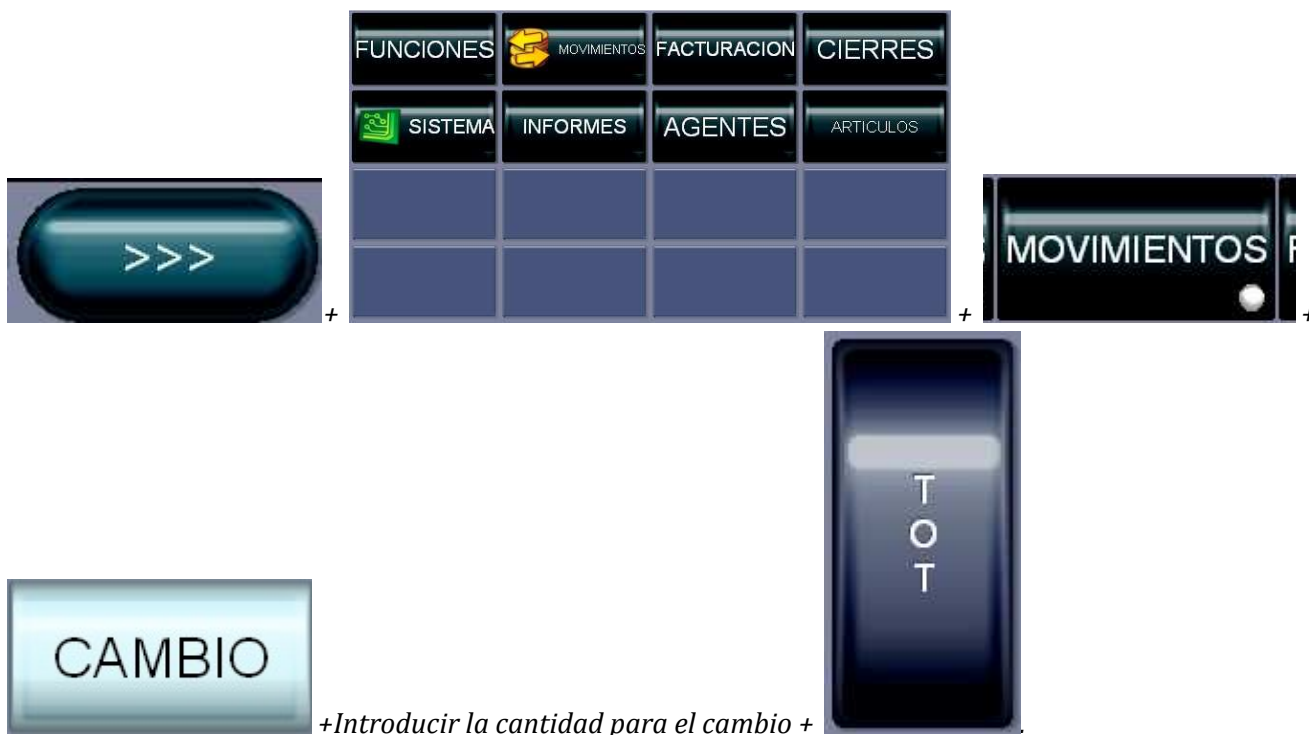 FUNCIONES MOVIMIENTOS FACTURACION CIERRES
SISTEMA INFORMES AGENTES ARTICULOS
>>> + + MOVIMIENTOS +
T
O
T
CAMBIO +Introducir la cantidad para el cambio + .